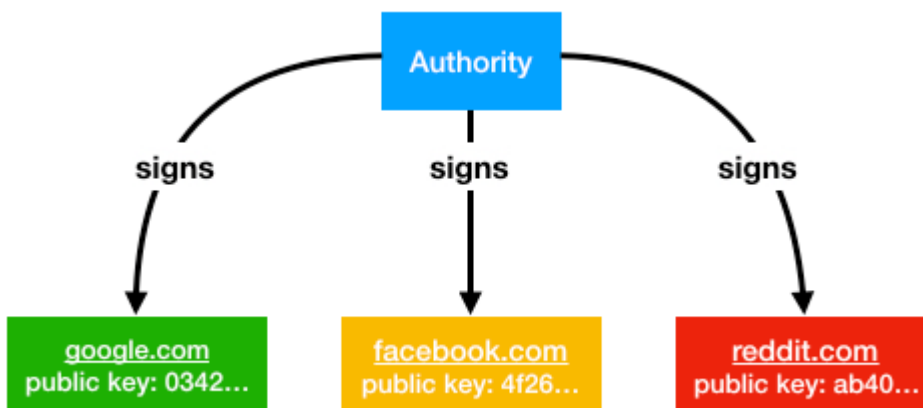 Authority
signs
signs
signs
google.com
public key: 0342...
facebook.com
public key: 4f26...
reddit.com
public key: ab40...